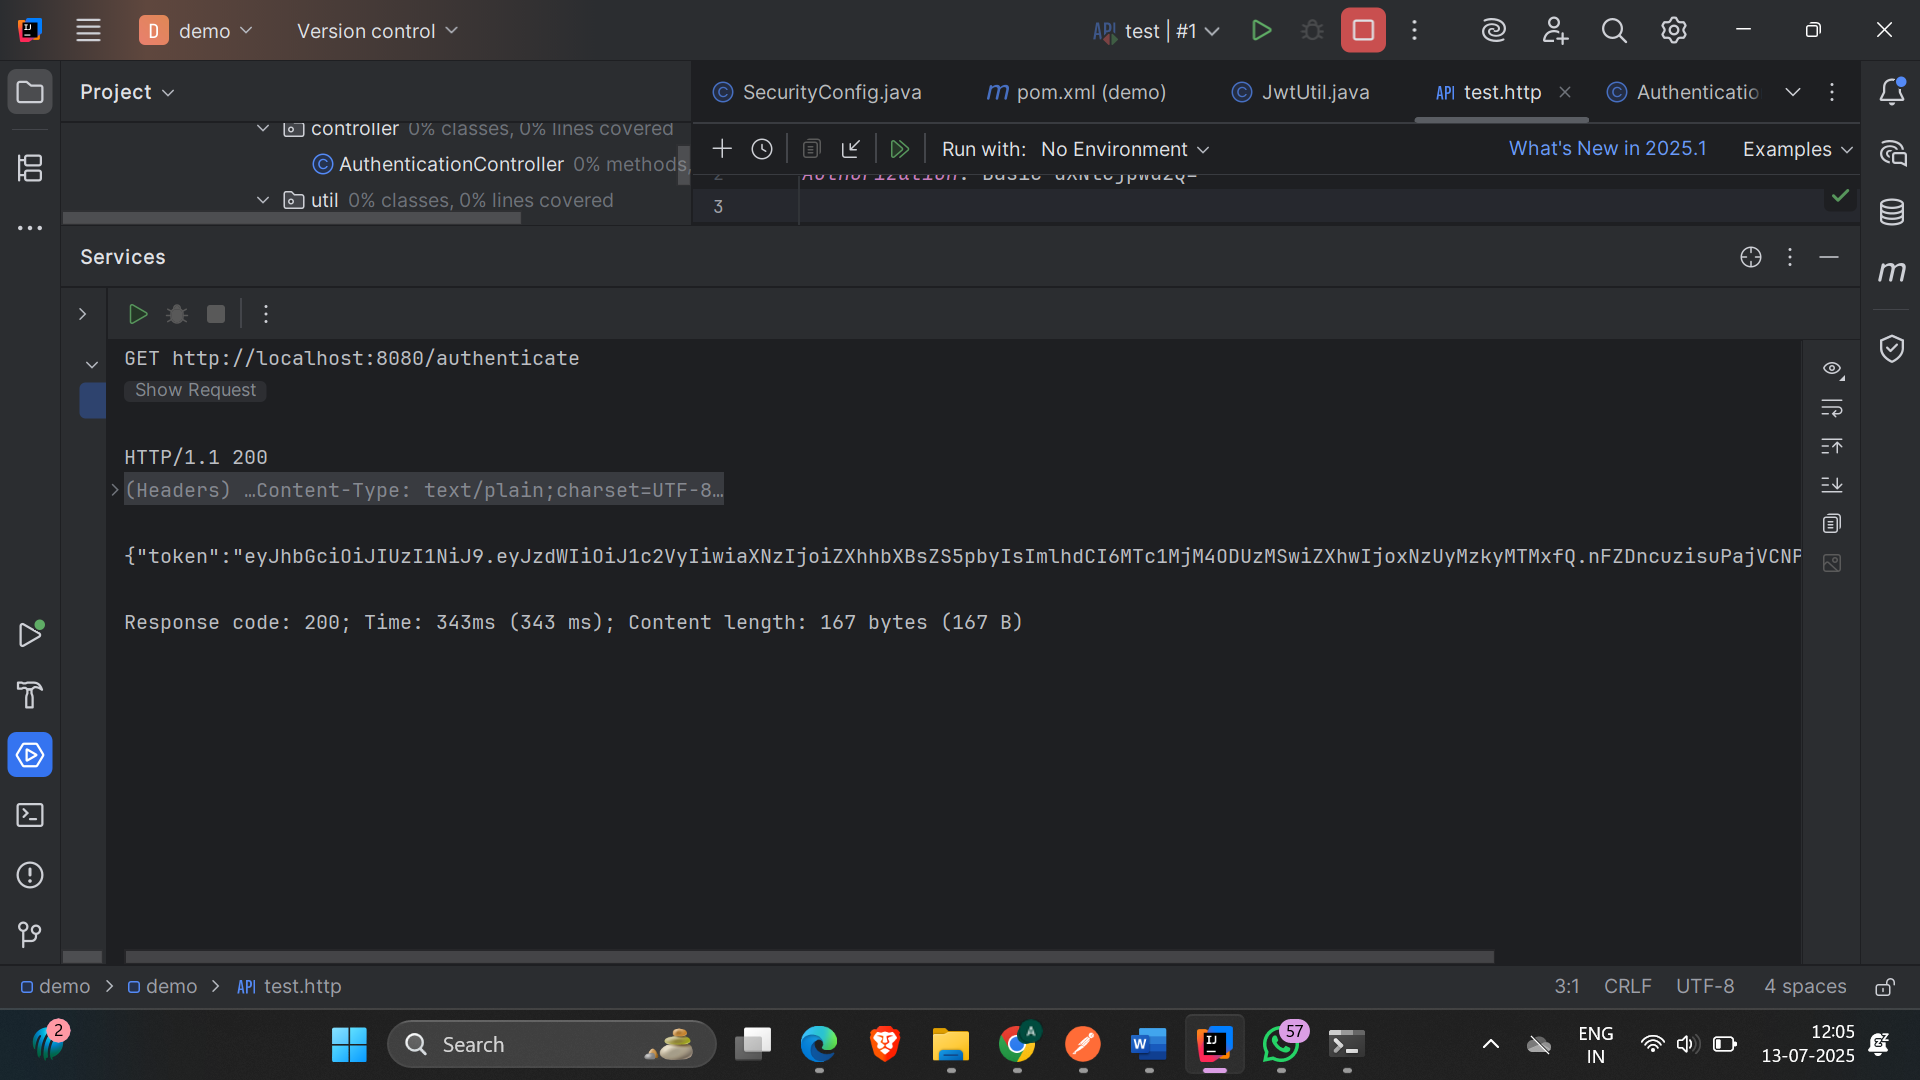 D demo
Version control
API test | #1
Project
SecurityConfig.java
m pom.xml (demo)
JwtUtil.java
API test.http
Authenticatio
controller 0% classes, 0% lines covered
AuthenticationController 0% methods,
util 0% classes, 0% lines covered
Run with: No Environment
What's New in 2025.1
Examples
2
3
Services
GET http://localhost:8080/authenticate
Show Request
HTTP/1.1 200
(Headers) …Content-Type: text/plain;charset=UTF-8…
{"token":"eyJhbGciOiJIUzI1NiJ9.eyJzdWIiOiJ1c2VyIiwiaXNzIjoiZXhhbXBsZS5pbyIsImlhdCI6MTc1MjM4ODUzMSwiZXhwIjoxNzUyMzkyMTMxfQ.nFZDncuzisuPajVCNP
Response code: 200; Time: 343ms (343 ms); Content length: 167 bytes (167 B)
demo > demo > API test.http
3:1 CRLF UTF-8 4 spaces
2
Search
A
W
57
ENG
IN
12:05
13-07-2025